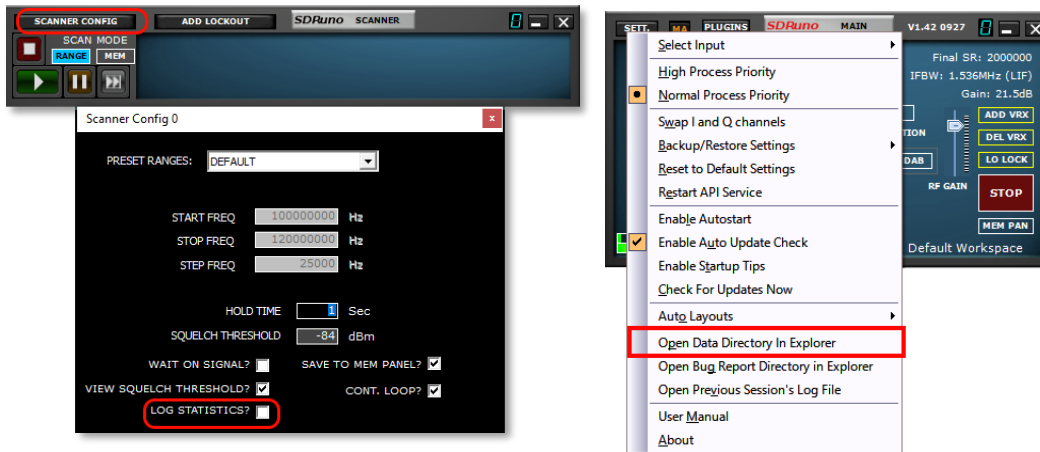 SCANNER CONFIG ADD LOCKOUT SDRuno SCANNER 0
SCAN MODE
RANGE MEM
Scanner Config 0 x
PRESET RANGES: DEFAULT
START FREQ 100000000 Hz
STOP FREQ 120000000 Hz
STEP FREQ 25000 Hz
HOLD TIME 1 Sec
SQUELCH THRESHOLD -84 dBm
WAIT ON SIGNAL? SAVE TO MEM PANEL?
VIEW SQUELCH THRESHOLD? CONT. LOOP?
LOG STATISTICS?
SETT. MA PLUGINS SDRuno MAIN V1.42 0927 0
Final SR: 2000000
IFBW: 1.536MHz (LIF)
Gain: 21.5dB
ADD VRX
TION DEL VRX
DAB LO LOCK
RF GAIN STOP
MEM PAN
Default Workspace
Select Input
High Process Priority
Normal Process Priority
Swap I and Q channels
Backup/Restore Settings
Reset to Default Settings
Restart API Service
Enable Autostart
Enable Auto Update Check
Enable Startup Tips
Check For Updates Now
Auto Layouts
Open Data Directory In Explorer
Open Bug Report Directory in Explorer
Open Previous Session's Log File
User Manual
About